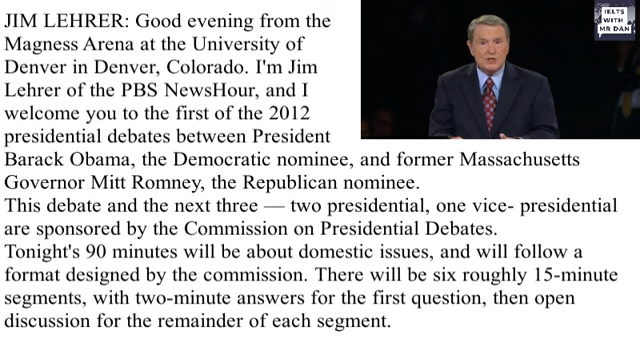 JIM LEHRER: Good evening from the
Magness Arena at the University of
Denver in Denver, Colorado. I'm Jim
Lehrer of the PBS NewsHour, and I
welcome you to the first of the 2012
presidential debates between President
Barack Obama, the Democratic nominee, and former Massachusetts
Governor Mitt Romney, the Republican nominee.
This debate and the next three — two presidential, one vice- presidential
are sponsored by the Commission on Presidential Debates.
Tonight's 90 minutes will be about domestic issues, and will follow a
format designed by the commission. There will be six roughly 15-minute
segments, with two-minute answers for the first question, then open
discussion for the remainder of each segment.
IELTS
WITH
MR DAN